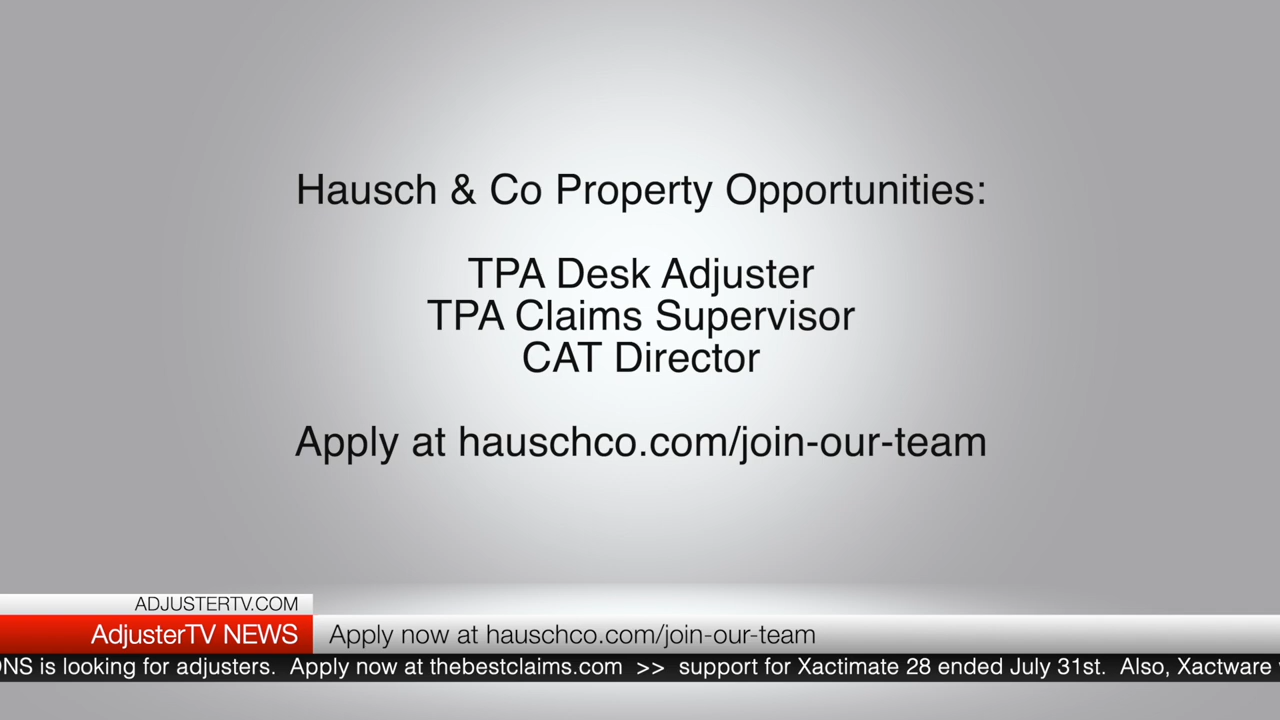 Hausch & Co Property Opportunities:
TPA Desk Adjuster
TPA Claims Supervisor
CAT Director
Apply at hauschco.com/join-our-team
ADJUSTERTV.COM
AdjusterTV NEWS
Apply now at hauschco.com/join-our-team
is looking for adjusters. Apply now at thebestclaims.com >> support for Xactimate 28 ended July 31st. Also, Xactware